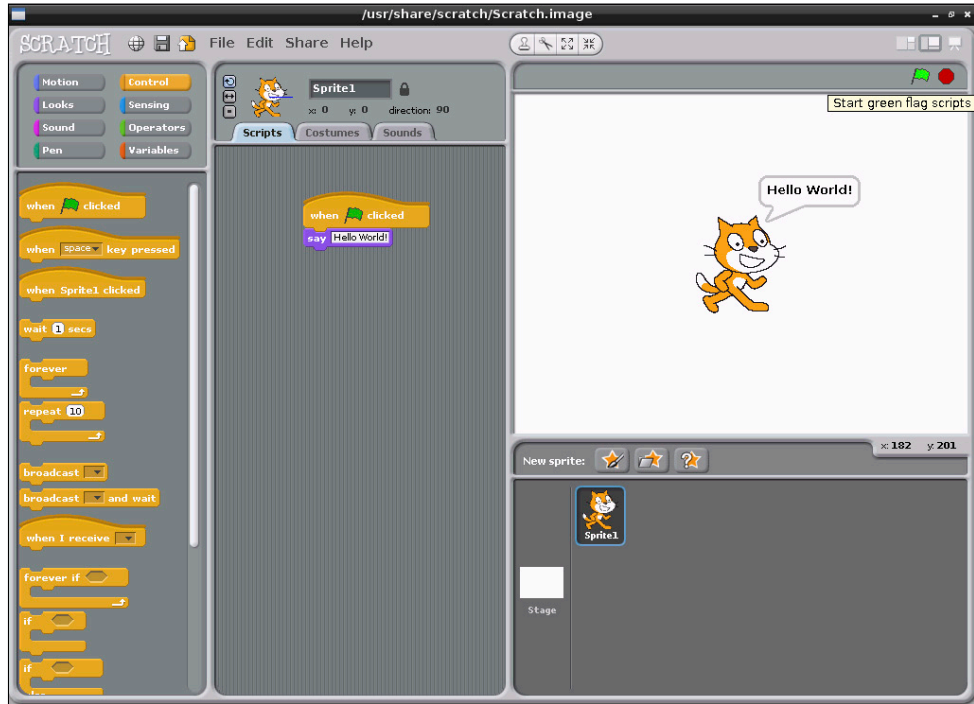 /usr/share/scratch/Scratch.image
SCRATCH File Edit Share Help
Motion Control
Looks Sensing
Sound Operators
Pen Variables
Sprite1
x: 0 y: 0 direction: 90
Scripts Costumes Sounds
when clicked
say Hello World!
when clicked
when space key pressed
when Sprite1 clicked
wait 1 secs
forever
repeat 10
broadcast
broadcast and wait
when I receive
forever if
if
if
else
Start green flag scripts
Hello World!
x: 182 y: 201
New sprite:
Sprite1
Stage